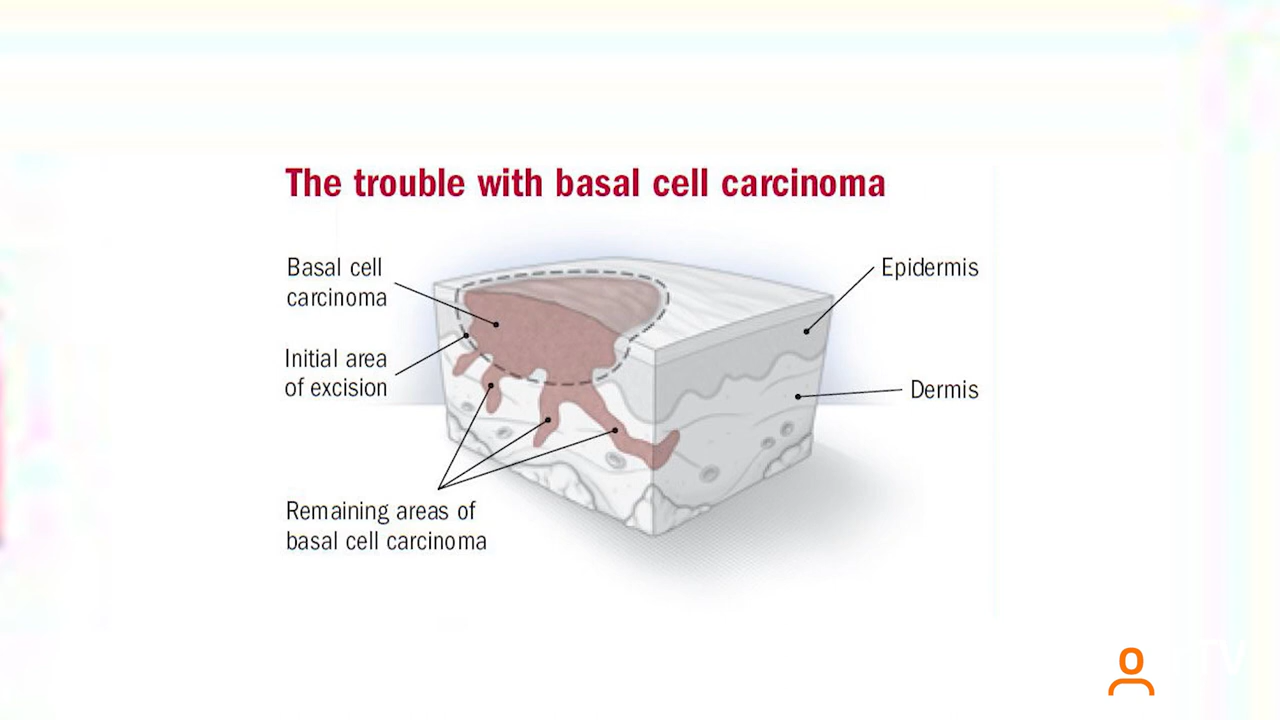 The trouble with basal cell carcinoma
Basal cell
carcinoma
Initial area
of excision
Remaining areas of
basal cell carcinoma
Epidermis
Dermis